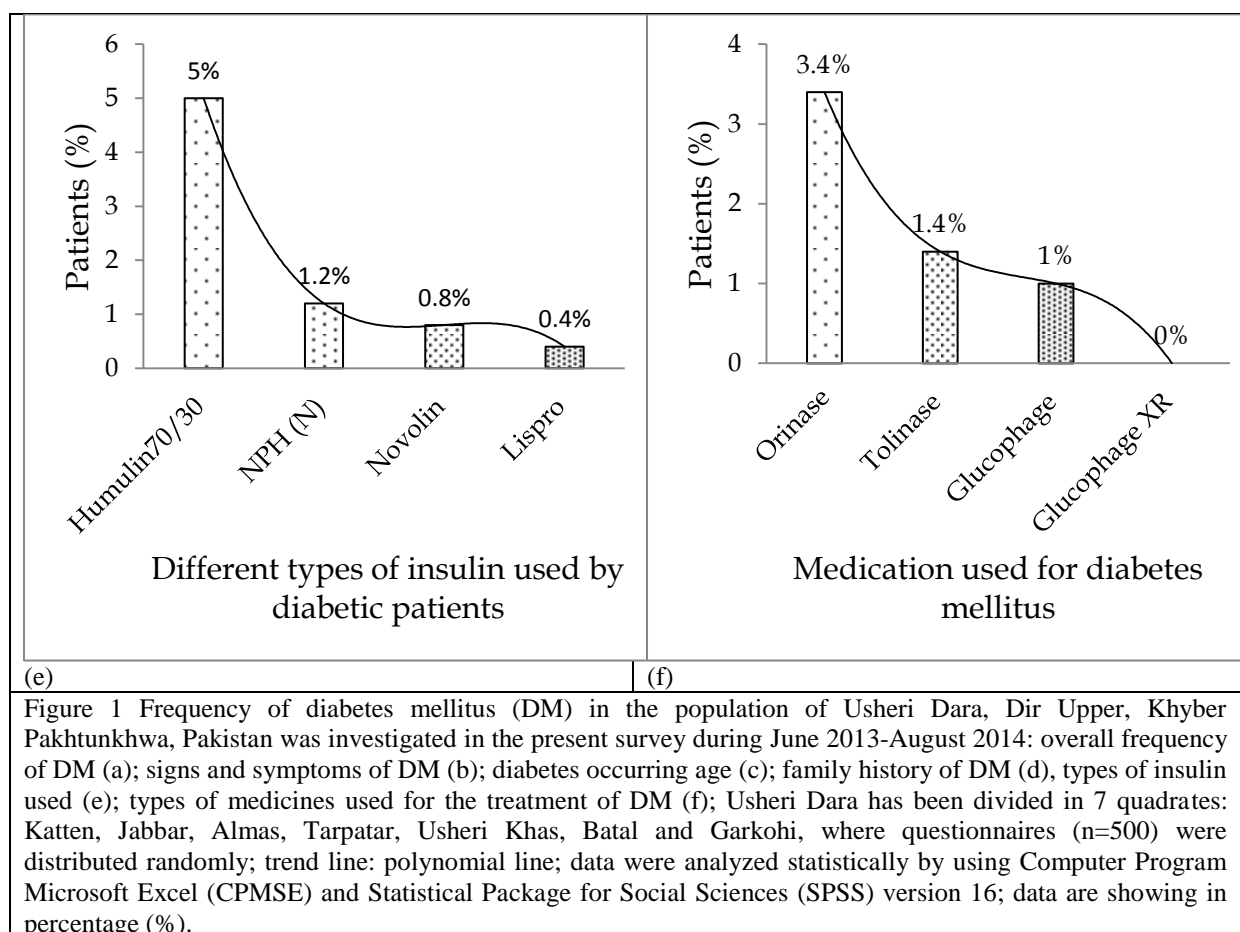 6
5
4
3
2
1
0
Patients (%)
5%
1.2%
0.8%
0.4%
Humulin70/30
NPH (N)
Novolin
Lispro
Different types of insulin used by
diabetic patients
4
3
2
1
0
Patients (%)
3.4%
1.4%
1%
0%
Orinase
Tolinase
Glucophage
Glucophage XR
Medication used for diabetes
mellitus
(e)
(f)
Figure 1 Frequency of diabetes mellitus (DM) in the population of Usheri Dara, Dir Upper, Khyber
Pakhtunkhwa, Pakistan was investigated in the present survey during June 2013-August 2014: overall frequency
of DM (a); signs and symptoms of DM (b); diabetes occurring age (c); family history of DM (d), types of insulin
used (e); types of medicines used for the treatment of DM (f); Usheri Dara has been divided in 7 quadrates:
Katten, Jabbar, Almas, Tarpatar, Usheri Khas, Batal and Garkohi, where questionnaires (n=500) were
distributed randomly; trend line: polynomial line; data were analyzed statistically by using Computer Program
Microsoft Excel (CPMSE) and Statistical Package for Social Sciences (SPSS) version 16; data are showing in
percentage (%).